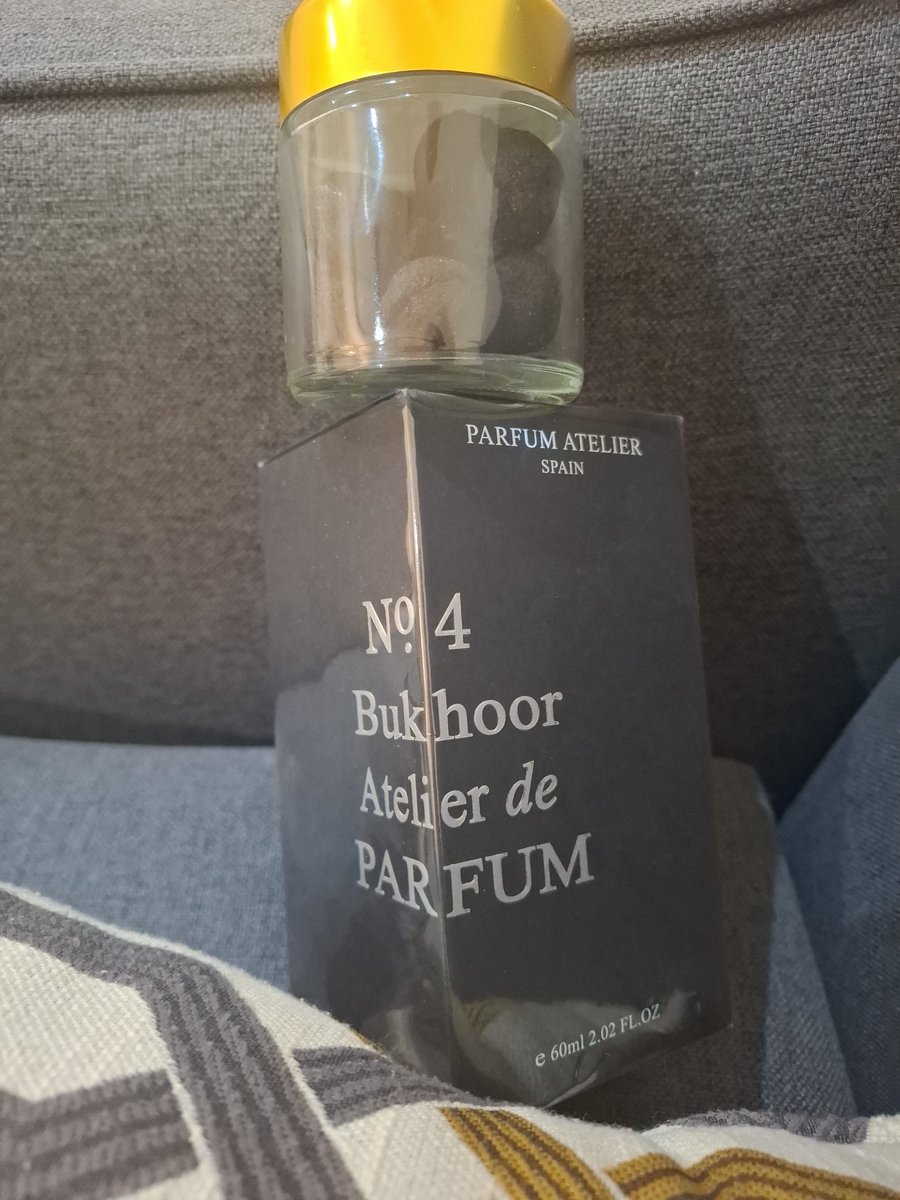 PARFUM ATELIER
SPAIN
Nº. 4
Bukhoor
Atelier de
PARFUM
e 60ml 2.02 FL.OZ